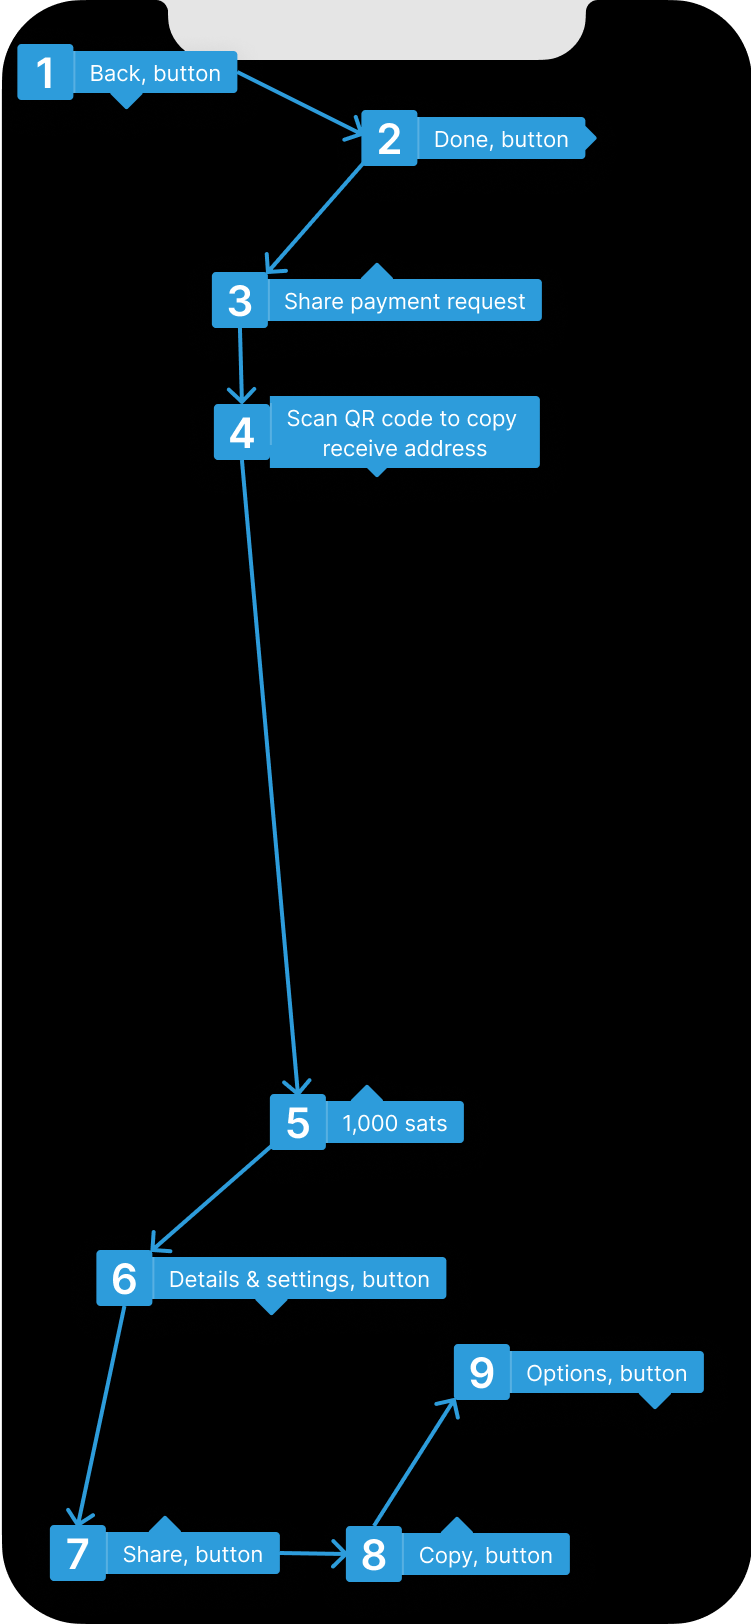 1 Back, button
2 Done, button
3 Share payment request
4 Scan QR code to copy
receive address
5 1,000 sats
6 Details & settings, button
9 Options, button
7 Share, button
8 Copy, button